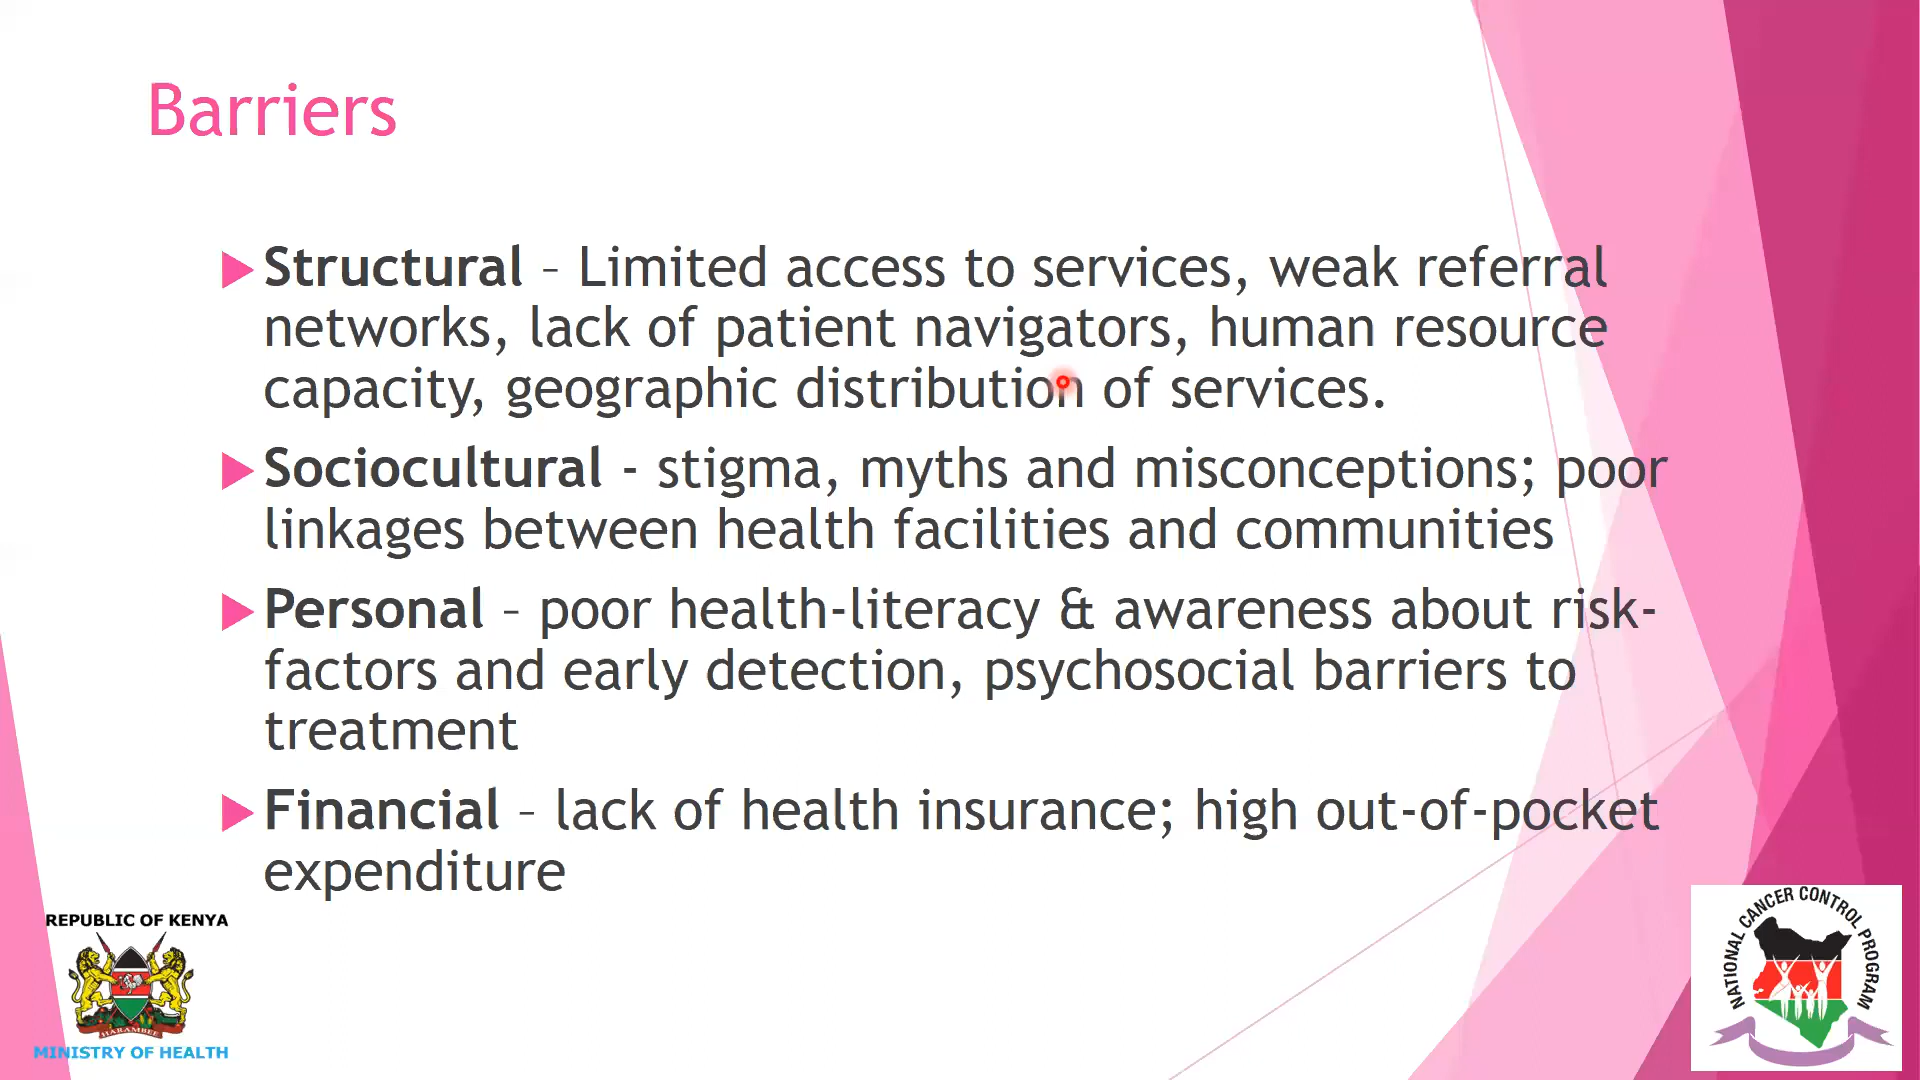 Barriers
Structural – Limited access to services, weak referral
networks, lack of patient navigators, human resource
capacity, geographic distribution of services.
Sociocultural - stigma, myths and misconceptions; poor
linkages between health facilities and communities
Personal – poor health-literacy & awareness about risk-
factors and early detection, psychosocial barriers to
treatment
Financial – lack of health insurance; high out-of-pocket
expenditure
REPUBLIC OF KENYA
HARAMBEE
MINISTRY OF HEALTH
NATIONAL CANCER CONTROL PROGRAM